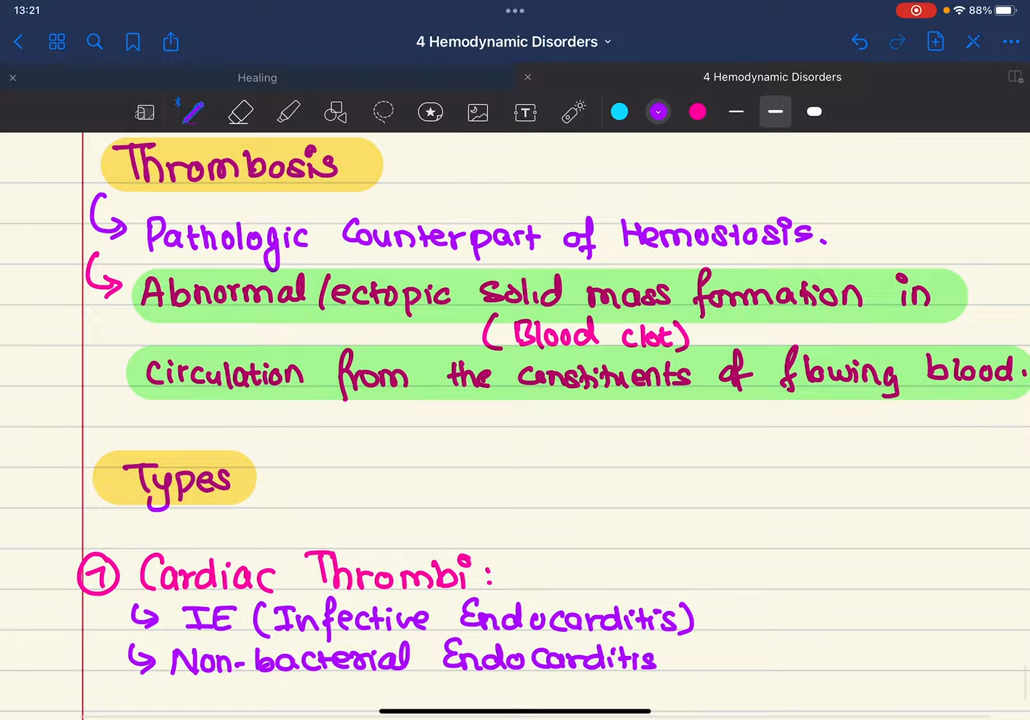 13:21
88%
4 Hemodynamic Disorders
Healing
4 Hemodynamic Disorders
T
Thrombosis
Pathologic Counterpart of Hemostosis.
Abnormal/ectopic solid mass formation in
(Blood clot)
circulation from the constituents of flowing blood.
Types
1 Cardiac Thrombi:
IE (Infective Endocarditis)
Non-bacterial Endocarditis